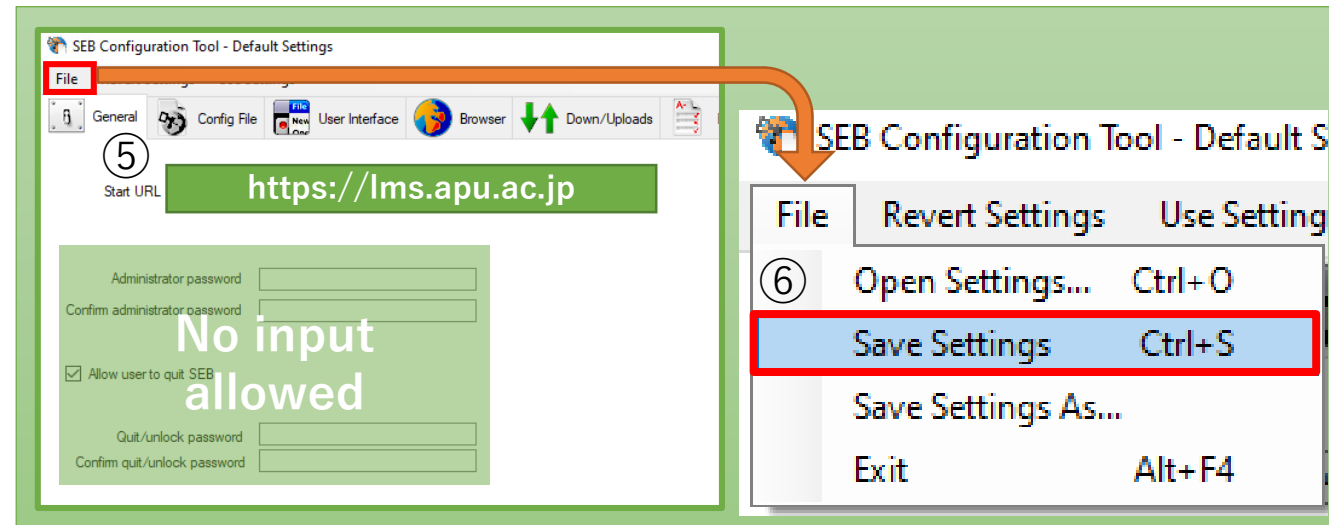 SEB Configuration Tool - Default Settings
File
General
Config File
File
New
User Interface
Browser
Down/Uploads
⑤
Start URL
https://lms.apu.ac.jp
Administrator password
Confirm administrator password
No input
allowed
Allow user to quit SEB
Quit/unlock password
Confirm quit/unlock password
SEB Configuration Tool - Default S
File Revert Settings Use Setting
⑥
Open Settings... Ctrl+O
Save Settings Ctrl+S
Save Settings As...
Exit Alt+F4